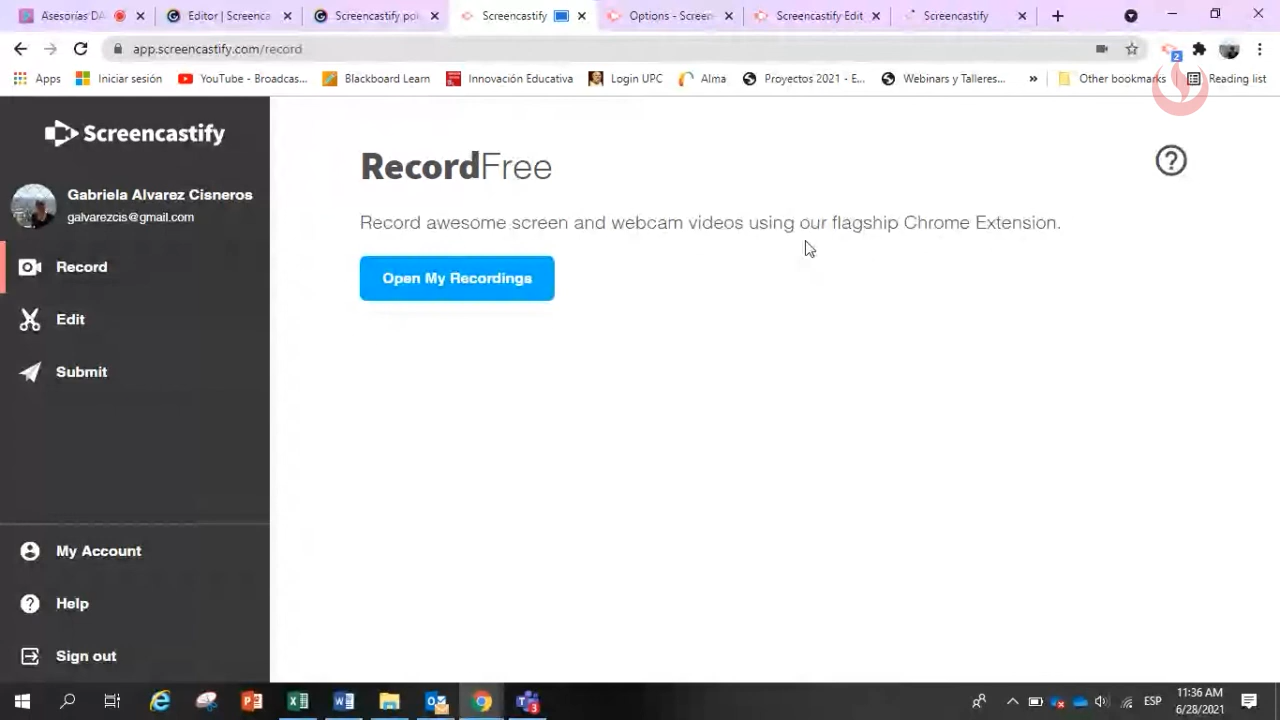 Asesorías DA
Editor | Screenca
Screencastify po
Screencastify
Options - Screen
Screencastify Edit
Screencastify
app.screencastify.com/record
2
Apps
Iniciar sesión
YouTube - Broadcas...
Blackboard Learn
Innovación Educativa
Login UPC
Alma
Proyectos 2021 - E...
Webinars y Talleres...
»
Other bookmarks
Reading list
Screencastify
Gabriela Alvarez Cisneros
galvarezcis@gmail.com
Record
Edit
Submit
My Account
Help
Sign out
RecordFree
Record awesome screen and webcam videos using our flagship Chrome Extension.
Open My Recordings
ESP
11:36 AM
6/28/2021